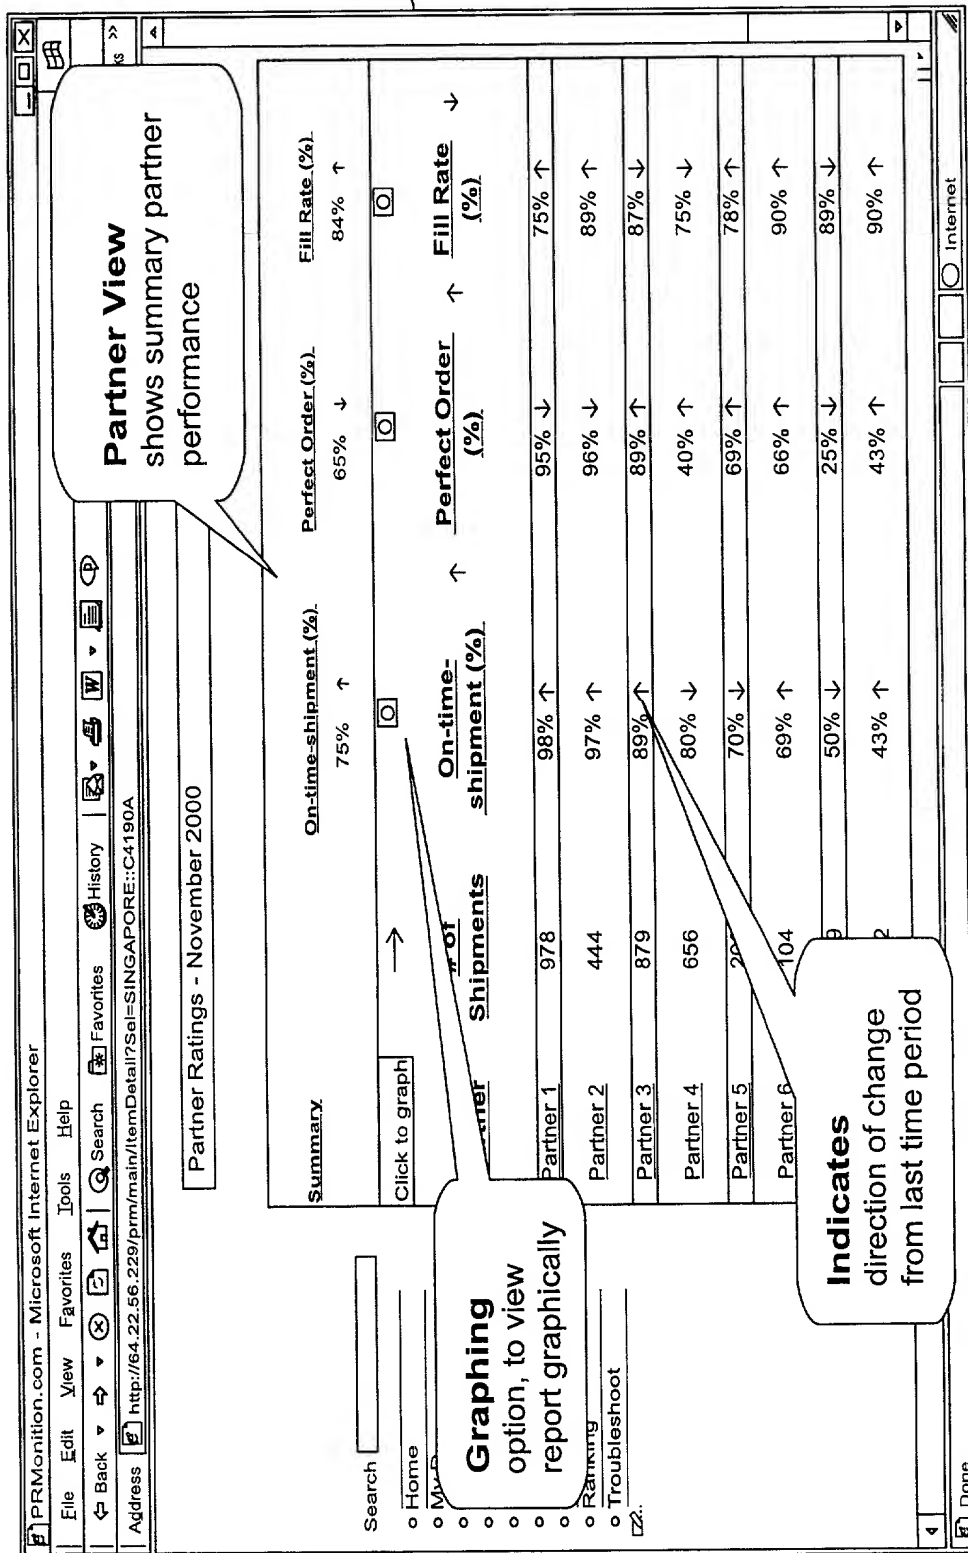 PRMonition.com - Microsoft Internet Explorer
File Edit View Favorites Tools Help
Back Search Favorites History
Address http://64.22.56.229/prm/main/ItemDetail?Sel=SINGAPORE::C4190A
Partner View
shows summary partner
performance
Partner Ratings - November 2000
Search
Home
Ranking
Troubleshoot
Summary On-time-shipment (%) Perfect Order (%) Fill Rate (%)
75% ↑ 65% ↓ 84% ↑
Click to graph →
# of Shipments On-time-shipment (%) ↑ Perfect Order (%) ↑ Fill Rate (%) ↓
Partner 1 978 98% ↑ 95% ↓ 75% ↑
Partner 2 444 97% ↑ 96% ↓ 89% ↑
Partner 3 879 89% ↑ 89% ↑ 87% ↓
Partner 4 656 80% ↓ 40% ↑ 75% ↓
Partner 5 70% ↓ 69% ↑ 78% ↑
Partner 6 104 69% ↑ 66% ↑ 90% ↑
50% ↓ 25% ↓ 89% ↓
43% ↑ 43% ↑ 90% ↑
Graphing
option, to view
report graphically
Indicates
direction of change
from last time period
Done Internet